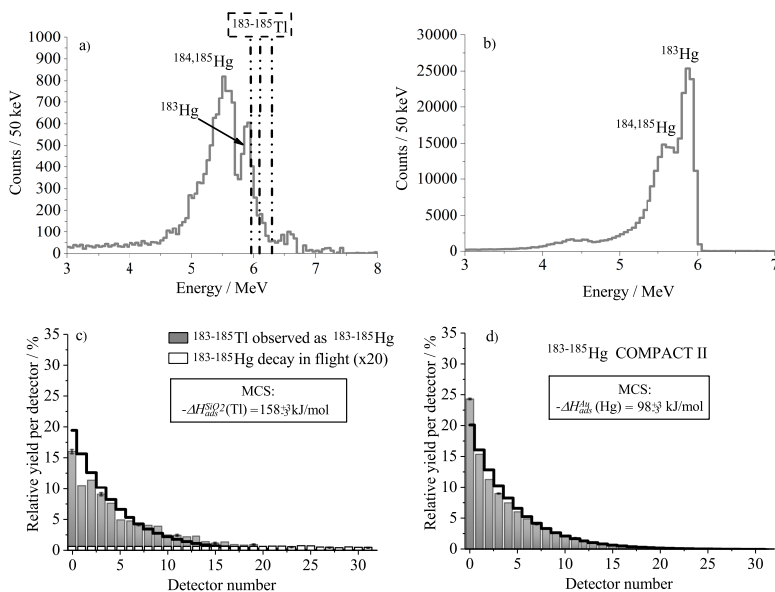 183-185Tl
a)
184,185Hg
183Hg
Counts / 50 keV
1000
900
800
700
600
500
400
300
200
100
0
3 4 5 6 7 8
Energy / MeV
b)
183Hg
184,185Hg
Counts / 50 keV
30000
25000
20000
15000
10000
5000
0
3 4 5 6 7
Energy / MeV
c)
183-185Tl observed as 183-185Hg
183-185Hg decay in flight (x20)
MCS:
-ΔH_ads^SiO2(Tl) = 158+3-5 kJ/mol
Relative yield per detector / %
35
30
25
20
15
10
5
0
0 5 10 15 20 25 30
Detector number
d)
183-185Hg COMPACT II
MCS:
-ΔH_ads^Au (Hg) = 98+3-3 kJ/mol
Relative yield per detector / %
35
30
25
20
15
10
5
0
0 5 10 15 20 25 30
Detector number